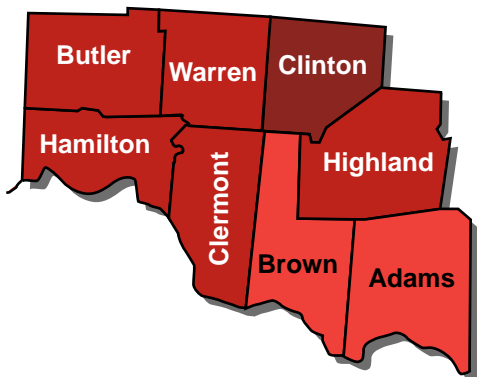 Butler
Warren
Clinton
Hamilton
Highland
Clermont
Brown
Adams